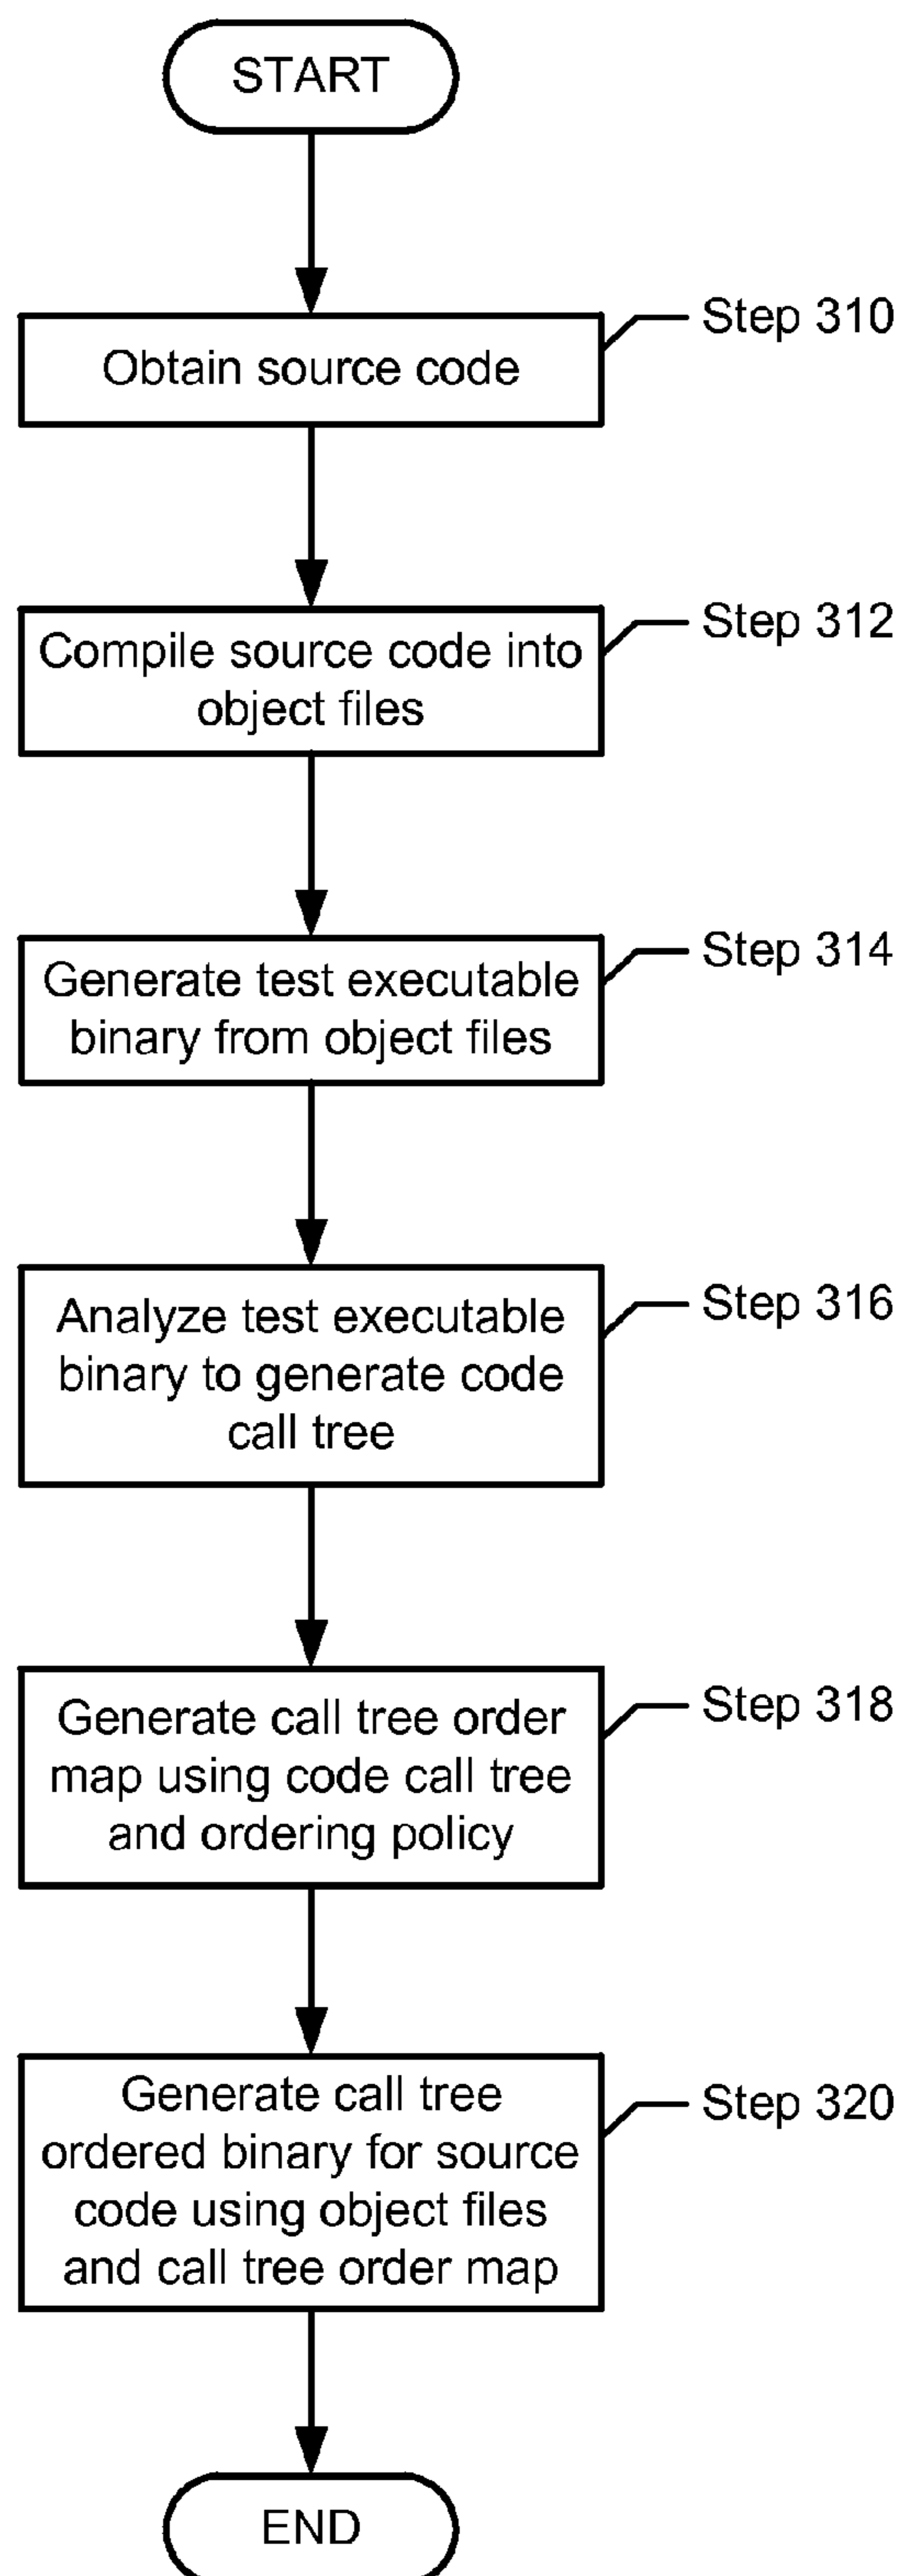 START
Step 310
Obtain source code
Step 312
Compile source code into
object files
Step 314
Generate test executable
binary from object files
Step 316
Analyze test executable
binary to generate code
call tree
Step 318
Generate call tree order
map using code call tree
and ordering policy
Step 320
Generate call tree
ordered binary for source
code using object files
and call tree order map
END